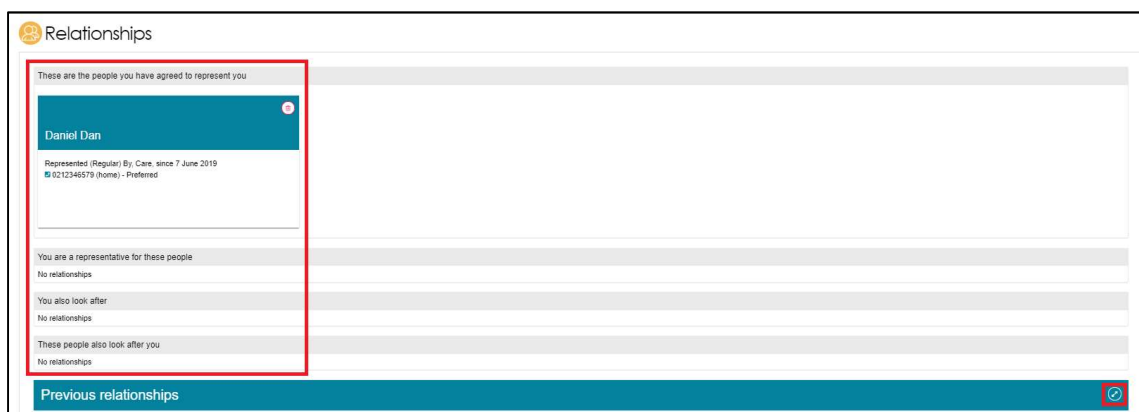 Relationships
These are the people you have agreed to represent you
Daniel Dan
Represented (Regular) By, Care, since 7 June 2019
0212346579 (home) - Preferred
You are a representative for these people
No relationships
You also look after
No relationships
These people also look after you
No relationships
Previous relationships